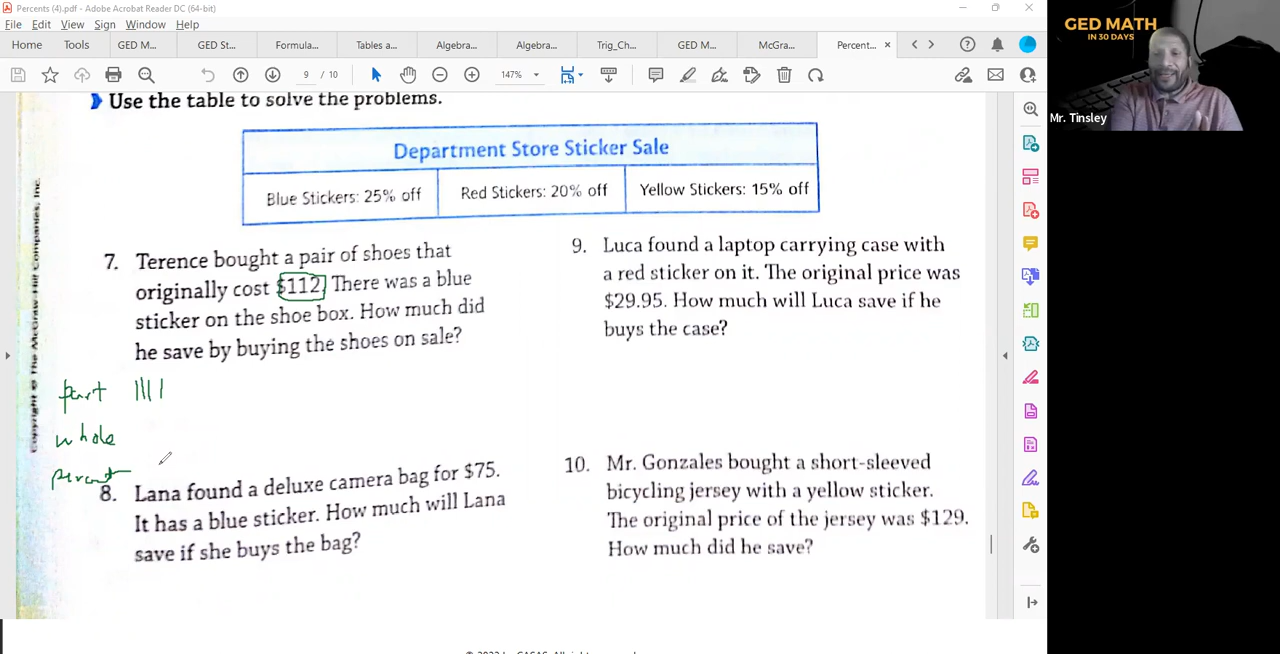 Percents (4).pdf - Adobe Acrobat Reader DC (64-bit)
File Edit View Sign Window Help
Home Tools GED M... GED St... Formula... Tables a... Algebra... Algebra... Trig_Ch... GED M... McGra... Percent... ×
9 / 10 147%
Use the table to solve the problems.
Department Store Sticker Sale
Blue Stickers: 25% off Red Stickers: 20% off Yellow Stickers: 15% off
7. Terence bought a pair of shoes that
originally cost $112. There was a blue
sticker on the shoe box. How much did
he save by buying the shoes on sale?
part
whole
percent
8. Lana found a deluxe camera bag for $75.
It has a blue sticker. How much will Lana
save if she buys the bag?
9. Luca found a laptop carrying case with
a red sticker on it. The original price was
$29.95. How much will Luca save if he
buys the case?
10. Mr. Gonzales bought a short-sleeved
bicycling jersey with a yellow sticker.
The original price of the jersey was $129.
How much did he save?
Copyright © The McGraw-Hill Companies, Inc.
GED MATH
IN 30 DAYS
Mr. Tinsley